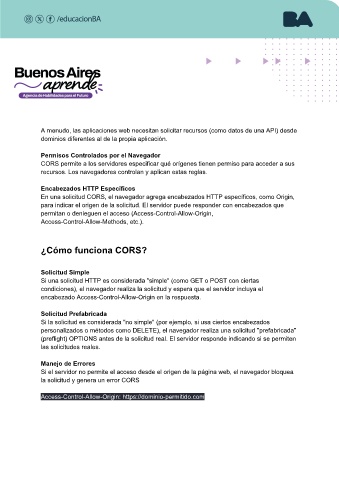 /educacionBA
BA
Buenos Aires
aprende
Agencia de Habilidades para el Futuro
A menudo, las aplicaciones web necesitan solicitar recursos (como datos de una API) desde
dominios diferentes al de la propia aplicación.
Permisos Controlados por el Navegador
CORS permite a los servidores especificar qué orígenes tienen permiso para acceder a sus
recursos. Los navegadores controlan y aplican estas reglas.
Encabezados HTTP Específicos
En una solicitud CORS, el navegador agrega encabezados HTTP específicos, como Origin,
para indicar el origen de la solicitud. El servidor puede responder con encabezados que
permitan o denieguen el acceso (Access-Control-Allow-Origin,
Access-Control-Allow-Methods, etc.).
¿Cómo funciona CORS?
Solicitud Simple
Si una solicitud HTTP es considerada "simple" (como GET o POST con ciertas
condiciones), el navegador realiza la solicitud y espera que el servidor incluya el
encabezado Access-Control-Allow-Origin en la respuesta.
Solicitud Prefabricada
Si la solicitud es considerada "no simple" (por ejemplo, si usa ciertos encabezados
personalizados o métodos como DELETE), el navegador realiza una solicitud "prefabricada"
(preflight) OPTIONS antes de la solicitud real. El servidor responde indicando si se permiten
las solicitudes reales.
Manejo de Errores
Si el servidor no permite el acceso desde el origen de la página web, el navegador bloquea
la solicitud y genera un error CORS
Access-Control-Allow-Origin: https://dominio-permitido.com